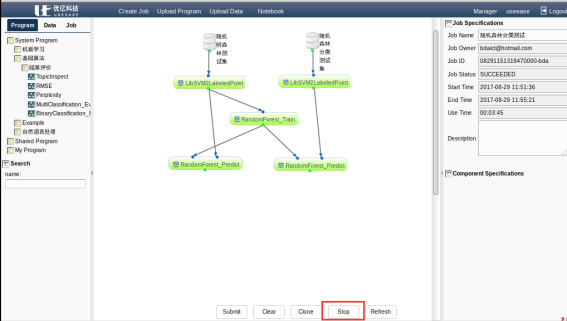 优亿科技
USEEASE
Create Job Upload Program Upload Data Notebook
Manager useease Logout
Program Data Job
System Program
机器学习
基础算法
结果评价
TopicInspect
RMSE
Perplexity
MultiClassification_Ev
BinaryClassification_
Example
自然语言处理
Shared Program
My Program
Search
name:
随机
森林
测
试集
随机
森林
分类
测试
集
LibSVM2LabeledPoint
LibSVM2LabeledPoint
RandomForest_Train
RandomForest_Predict
RandomForest_Predict
Submit Clear Clone Stop Refresh
Job Specifications
Job Name 随机森林分类测试
Job Owner bdaict@hotmail.com
Job ID 08291151318470000-bda
Job Status SUCCEEDED
Start Time 2017-08-29 11:51:36
End Time 2017-08-29 11:55:21
Use Time 00:03:45
Description
Component Specifications